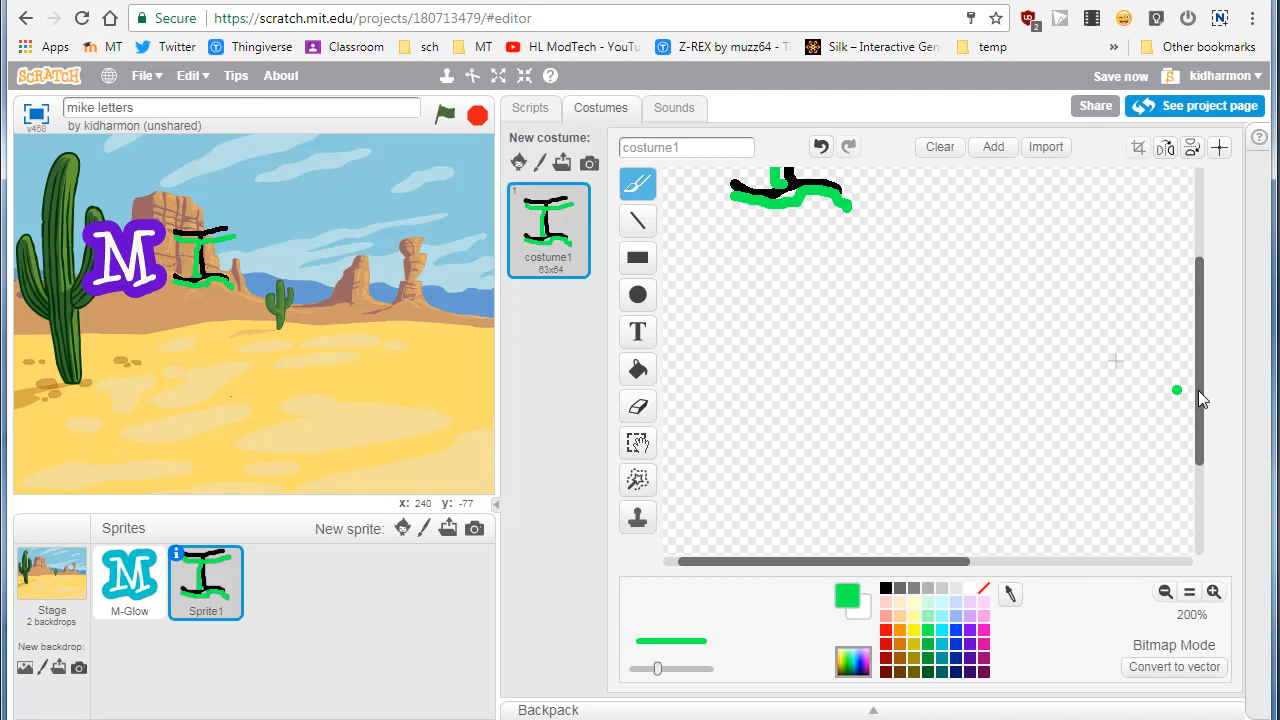 Secure https://scratch.mit.edu/projects/180713479/#editor
2
Apps MT Twitter Thingiverse Classroom sch MT HL ModTech - YouTu Z-REX by muzz64 - T Silk – Interactive Gene temp » Other bookmarks
SCRATCH File Edit Tips About Save now kidharmon
mike letters
v458
by kidharmon (unshared)
Scripts Costumes Sounds
Share See project page
New costume:
costume1
Clear Add Import
1
costume1
63x64
M I
T
x: 240 y: -77
Sprites New sprite:
Stage
2 backdrops
M-Glow
Sprite1
New backdrop:
200%
Bitmap Mode
Convert to vector
Backpack